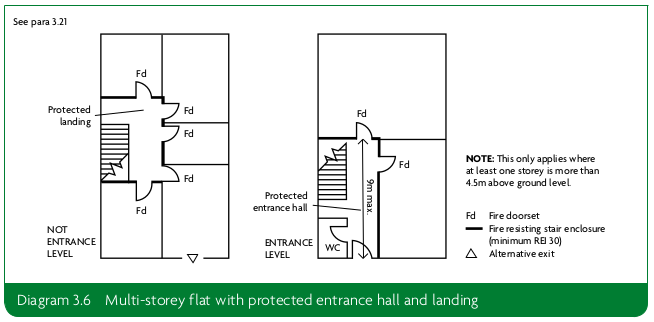 See para 3.21
Fd
Protected
landing
Fd
Fd
Fd
Fd
NOT
ENTRANCE
LEVEL
Fd
Fd
9m max.
Protected
entrance hall
WC
ENTRANCE
LEVEL
NOTE: This only applies where
at least one storey is more than
4.5m above ground level.
Fd Fire doorset
Fire resisting stair enclosure
(minimum REI 30)
Alternative exit
Diagram 3.6 Multi-storey flat with protected entrance hall and landing